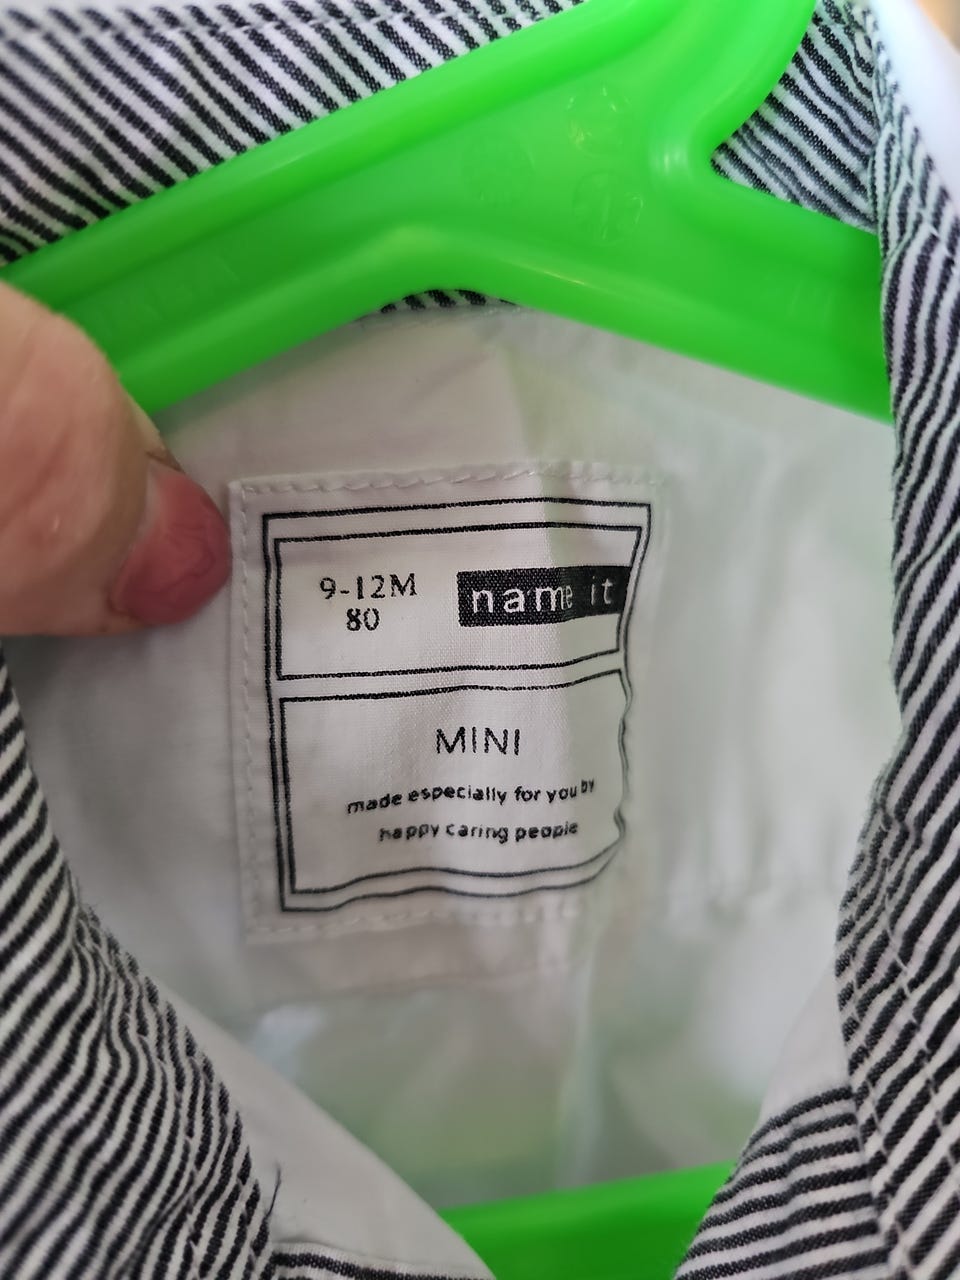 9-12M
80
name it
MINI
made especially for you by
happy caring people